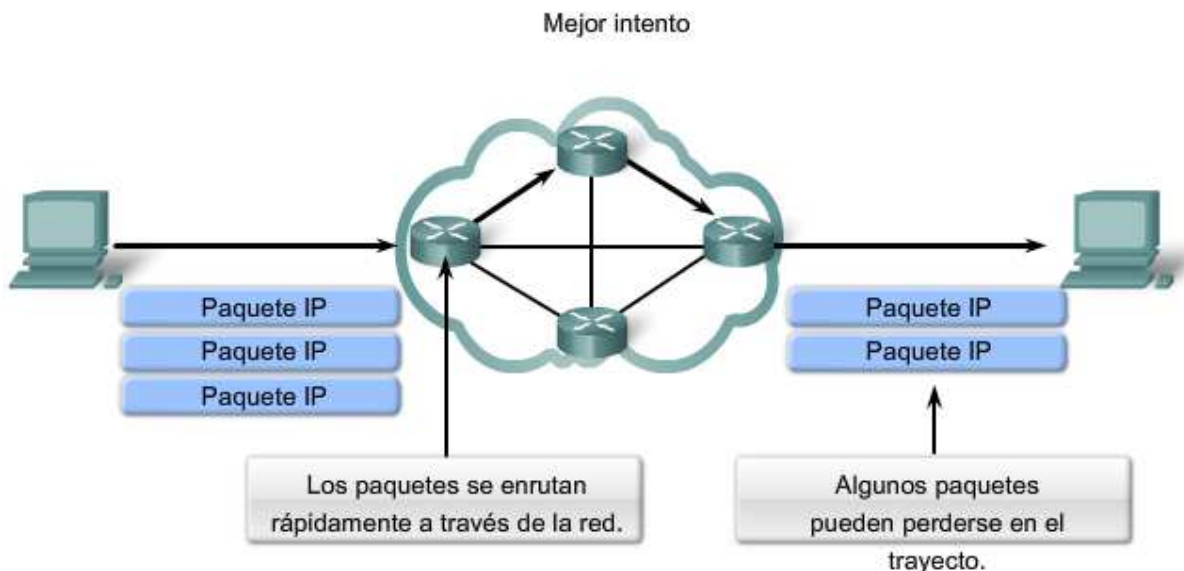 Mejor intento
Paquete IP
Paquete IP
Paquete IP
Paquete IP
Paquete IP
Los paquetes se enrutan
rápidamente a través de la red.
Algunos paquetes
pueden perderse en el
trayecto.